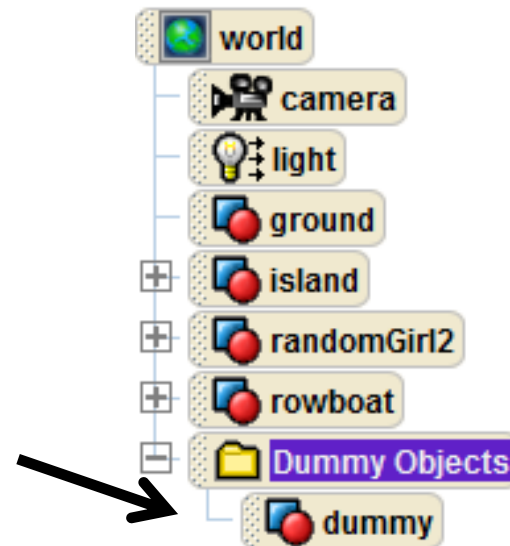 world
camera
light
ground
island
randomGirl2
rowboat
Dummy Objects
dummy